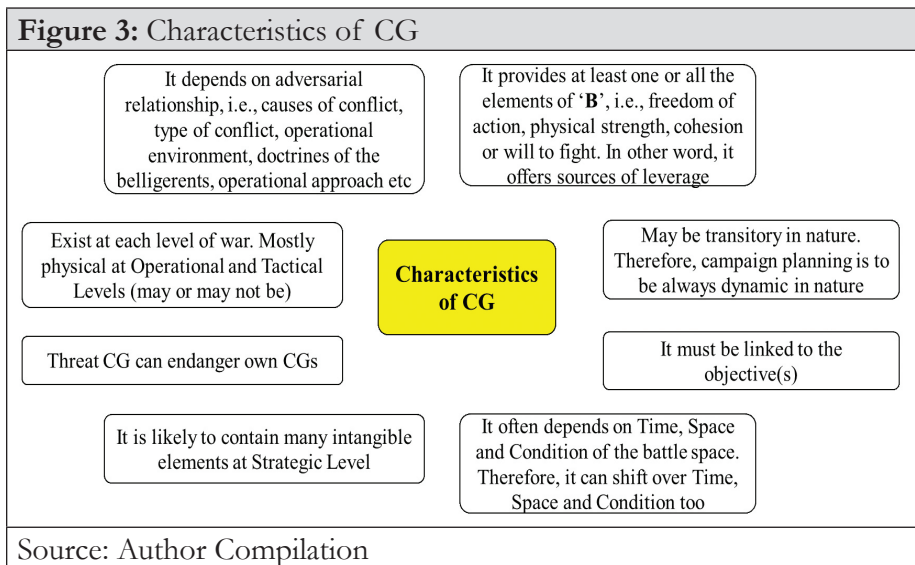 Figure 3: Characteristics of CG
It depends on adversarial
relationship, i.e., causes of conflict,
type of conflict, operational
environment, doctrines of the
belligerents, operational approach etc
It provides at least one or all the
elements of ‘B’, i.e., freedom of
action, physical strength, cohesion
or will to fight. In other word, it
offers sources of leverage
Exist at each level of war. Mostly
physical at Operational and Tactical
Levels (may or may not be)
Characteristics
of CG
May be transitory in nature.
Therefore, campaign planning is to
be always dynamic in nature
Threat CG can endanger own CGs
It must be linked to the
objective(s)
It is likely to contain many intangible
elements at Strategic Level
It often depends on Time, Space
and Condition of the battle space.
Therefore, it can shift over Time,
Space and Condition too
Source: Author Compilation